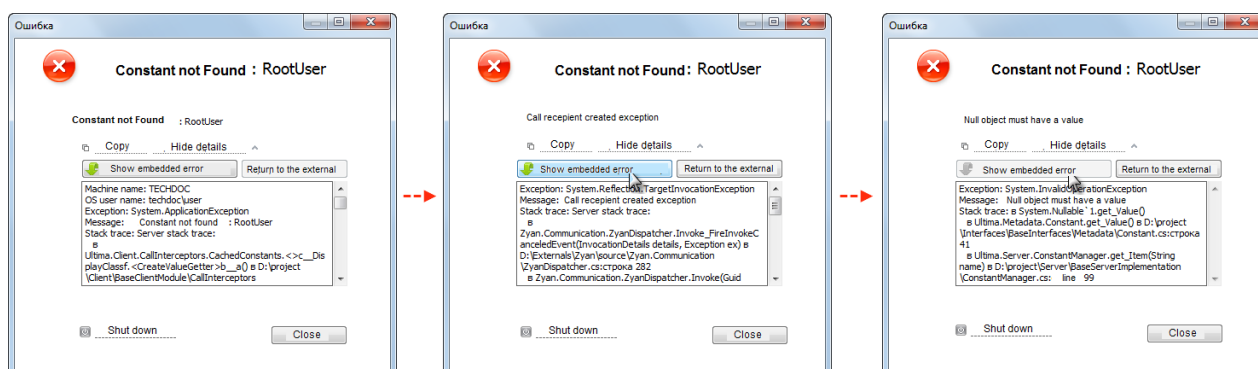 Ошибка
Constant not Found : RootUser
Constant not Found : RootUser
Copy
Hide details
Show embedded error
Return to the external
Machine name: TECHDOC
OS user name: techdoc\user
Exception: System.ApplicationException
Message: Constant not found : RootUser
Stack trace: Server stack trace:
в
Ultima.Client.CallInterceptors.CachedConstants.<>c__Dis
playClassf.<CreateValueGetter>b__a() в D:\project
\Client\BaseClientModule\CallInterceptors
Shut down
Close
Ошибка
Constant not Found: RootUser
Call recepient created exception
Copy
Hide details
Show embedded error
Return to the external
Exception: System.Reflection.TargetInvocationException
Message: Call recepient created exception
Stack trace: Server stack trace:
в
Zyan.Communication.ZyanDispatcher.Invoke_FireInvokeC
anceledEvent(InvocationDetails details, Exception ex) в
D:\Externals\Zyan\source\Zyan.Communication
\ZyanDispatcher.cs:строка 282
в Zyan.Communication.ZyanDispatcher.Invoke(Guid
Shut down
Close
Ошибка
Constant not Found : RootUser
Null object must have a value
Copy
Hide details
Show embedded error
Return to the external
Exception: System.InvalidOperationException
Message: Null object must have a value
Stack trace: в System.Nullable`1.get_Value()
в Ultima.Metadata.Constant.get_Value() в D:\project
\Interfaces\BaseInterfaces\Metadata\Constant.cs:строка
41
в Ultima.Server.ConstantManager.get_Item(String
name) в D:\project\Server\BaseServerImplementation
\ConstantManager.cs: line 99
Shut down
Close